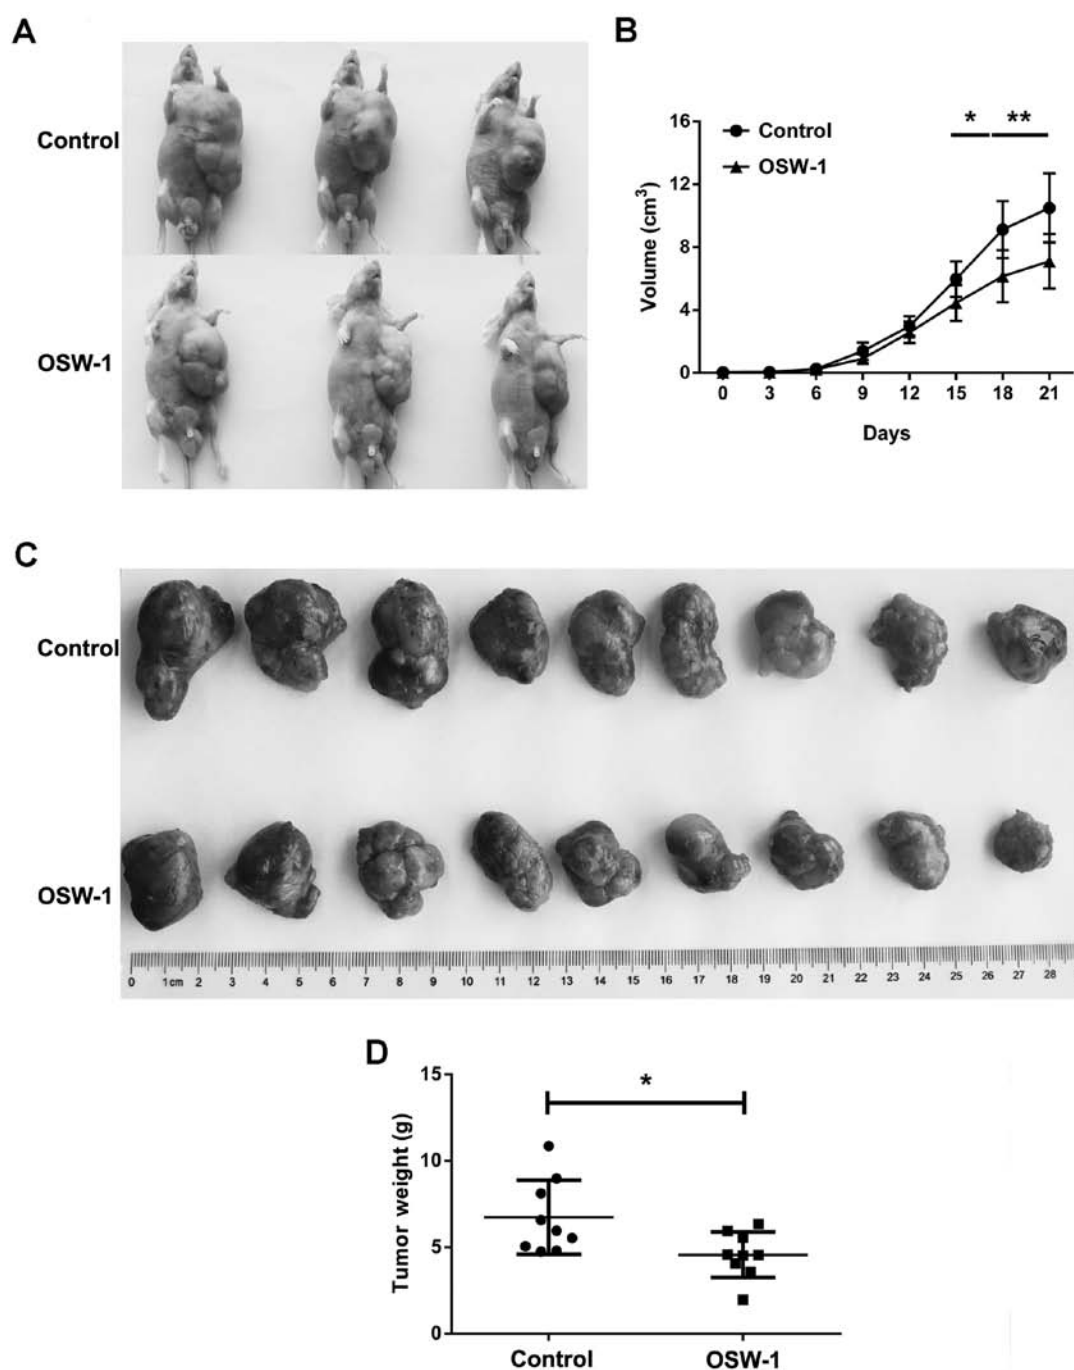 A
Control
OSW-1
B
16
12
8
4
0
Volume (cm³)
Control
OSW-1
*
**
0 3 6 9 12 15 18 21
Days
C
Control
OSW-1
0 1cm 2 3 4 5 6 7 8 9 10 11 12 13 14 15 16 17 18 19 20 21 22 23 24 25 26 27 28
D
15
10
5
0
Tumor weight (g)
*
Control OSW-1